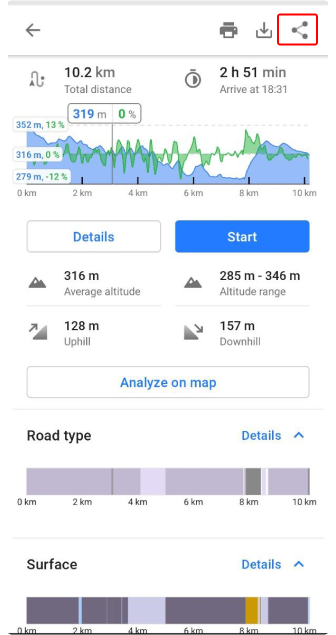 10.2 km
Total distance
2 h 51 min
Arrive at 18:31
319 m 0 %
352 m, 13 %
316 m, 0 %
279 m, -12 %
0 km 2 km 4 km 6 km 8 km 10 km
Details
Start
316 m
Average altitude
285 m - 346 m
Altitude range
128 m
Uphill
157 m
Downhill
Analyze on map
Road type
Details
0 km 2 km 4 km 6 km 8 km 10 km
Surface
Details
0 km 2 km 4 km 6 km 8 km 10 km